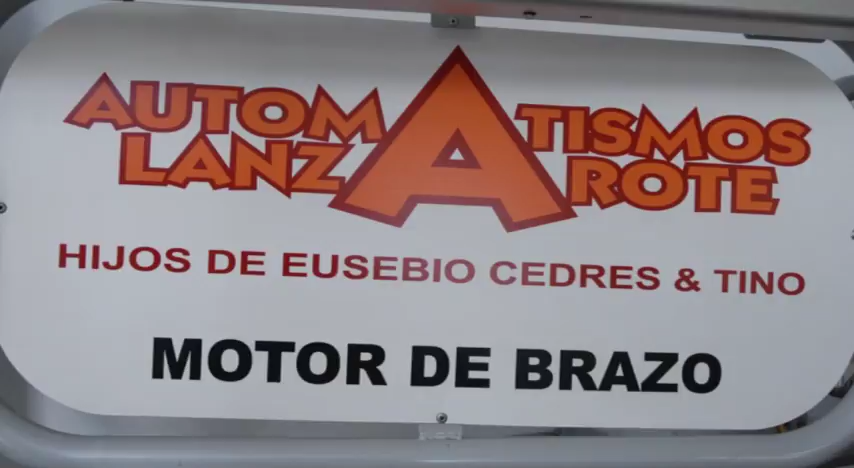 AUTOMATISMOS
LANZAROTE
HIJOS DE EUSEBIO CEDRES & TINO
MOTOR DE BRAZO